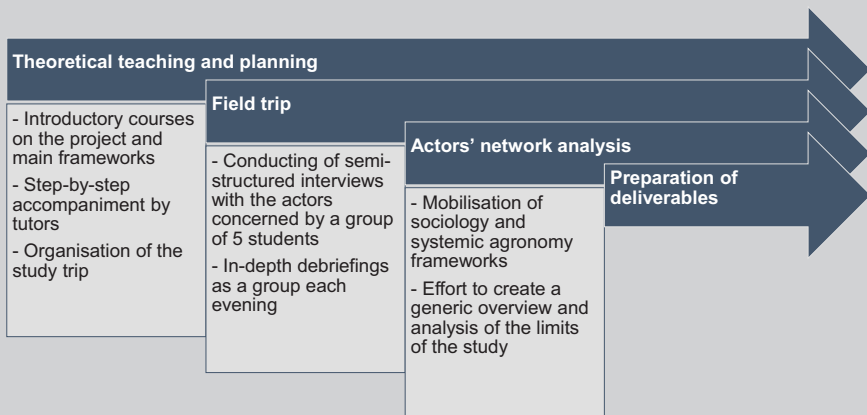 Theoretical teaching and planning
- Introductory courses
on the project and
main frameworks
- Step-by-step
accompaniment by
tutors
- Organisation of the
study trip
Field trip
- Conducting of semi-
structured interviews
with the actors
concerned by a group
of 5 students
- In-depth debriefings
as a group each
evening
Actors’ network analysis
- Mobilisation of
sociology and
systemic agronomy
frameworks
- Effort to create a
generic overview and
analysis of the limits
of the study
Preparation of
deliverables